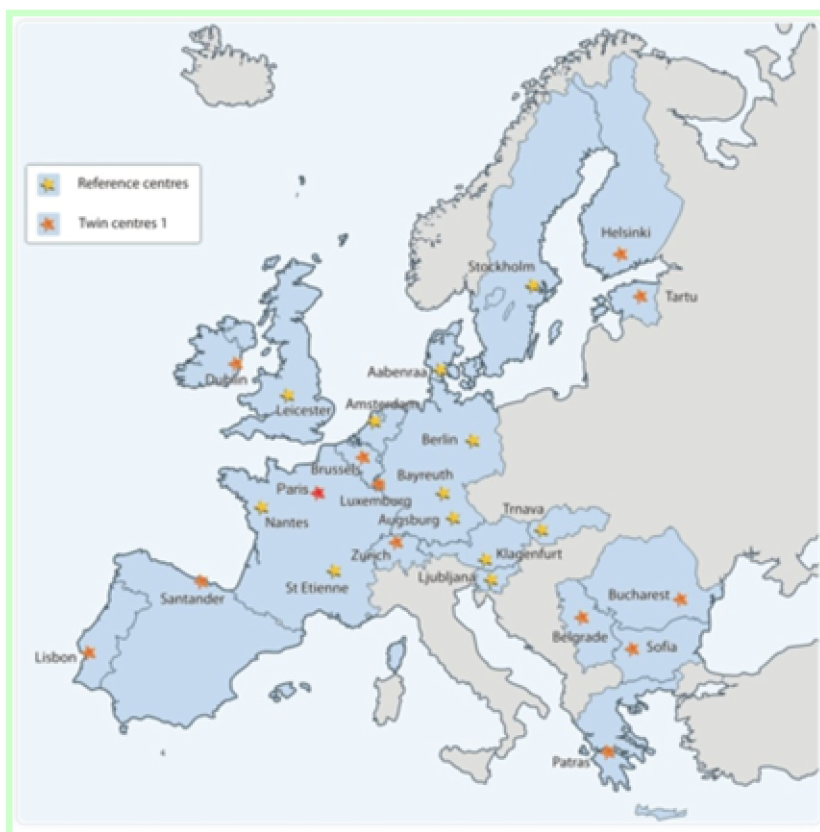 Reference centres
Twin centres 1
Helsinki
Stockholm
Tartu
Aabenraa
Dublin
Amsterdam
Leicester
Berlin
Brussels
Bayreuth
Paris
Luxemburg
Trnava
Nantes
Augsburg
Zurich
Klagenfurt
Ljubljana
St Etienne
Santander
Bucharest
Belgrade
Sofia
Lisbon
Patras